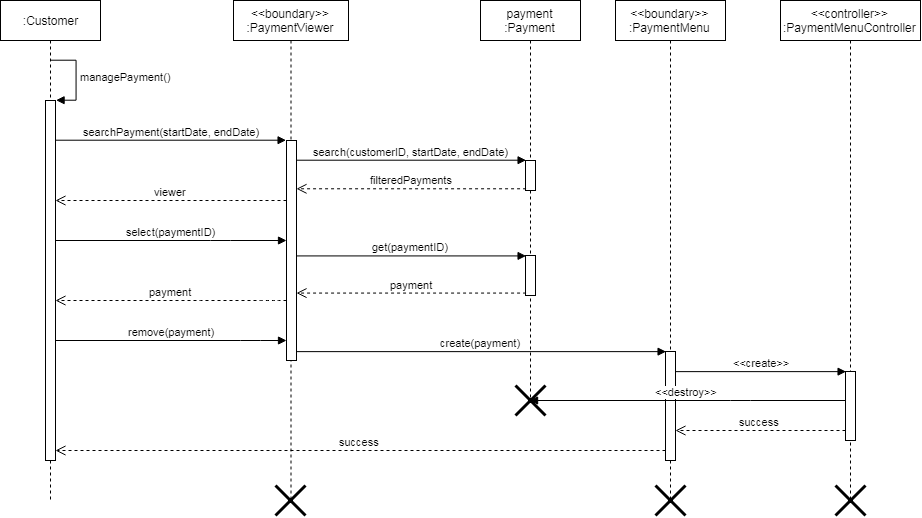 :Customer
<<boundary>>
:PaymentViewer
payment
:Payment
<<boundary>>
:PaymentMenu
<<controller>>
:PaymentMenuController
managePayment()
searchPayment(startDate, endDate)
search(customerID, startDate, endDate)
filteredPayments
viewer
select(paymentID)
get(paymentID)
payment
payment
remove(payment)
create(payment)
<<create>>
<<destroy>>
success
success